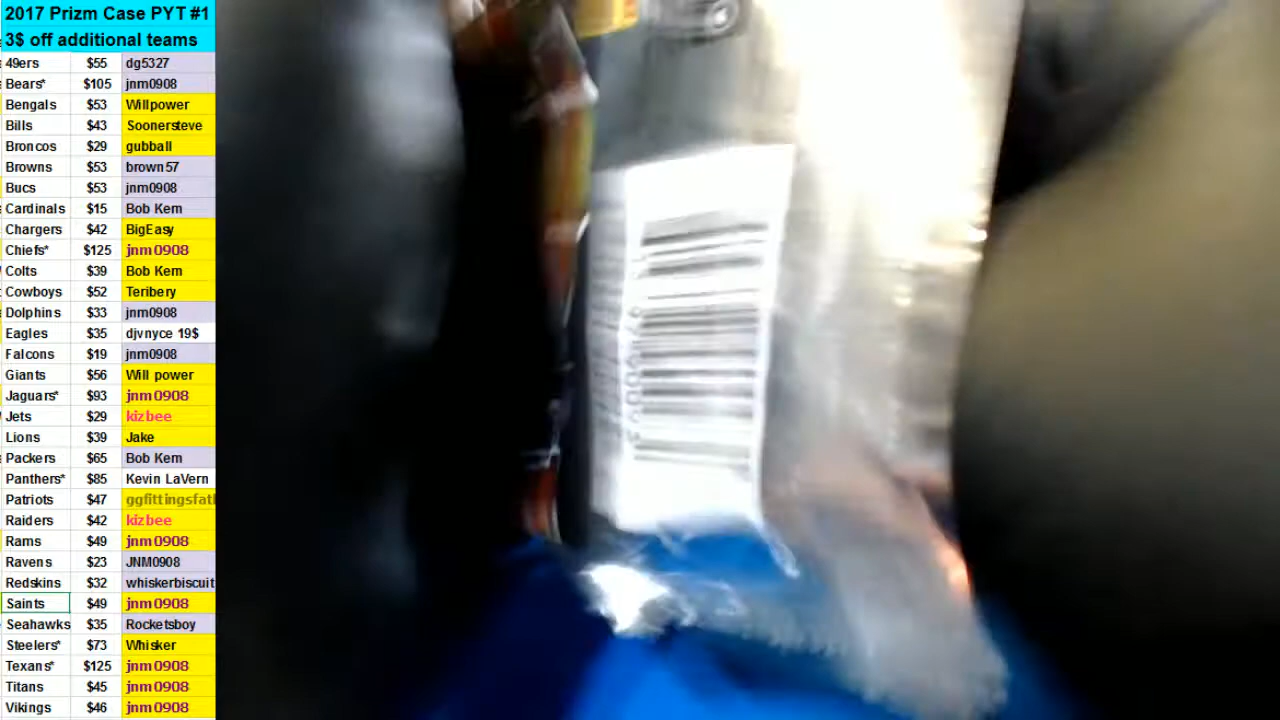 2017 Prizm Case PYT #1
3$ off additional teams
49ers $55 dg5327
Bears* $105 jnm0908
Bengals $53 Willpower
Bills $43 Soonersteve
Broncos $29 gubball
Browns $53 brown57
Bucs $53 jnm0908
Cardinals $15 Bob Kern
Chargers $42 BigEasy
Chiefs* $125 jnm0908
Colts $39 Bob Kern
Cowboys $52 Teribery
Dolphins $33 jnm0908
Eagles $35 djvnyce 19$
Falcons $19 jnm0908
Giants $56 Will power
Jaguars* $93 jnm0908
Jets $29 kizbee
Lions $39 Jake
Packers $65 Bob Kern
Panthers* $85 Kevin LaVern
Patriots $47 ggfittingsfatl
Raiders $42 kizbee
Rams $49 jnm0908
Ravens $23 JNM0908
Redskins $32 whiskerbiscuit
Saints $49 jnm0908
Seahawks $35 Rocketsboy
Steelers* $73 Whisker
Texans* $125 jnm0908
Titans $45 jnm0908
Vikings $46 jnm0908